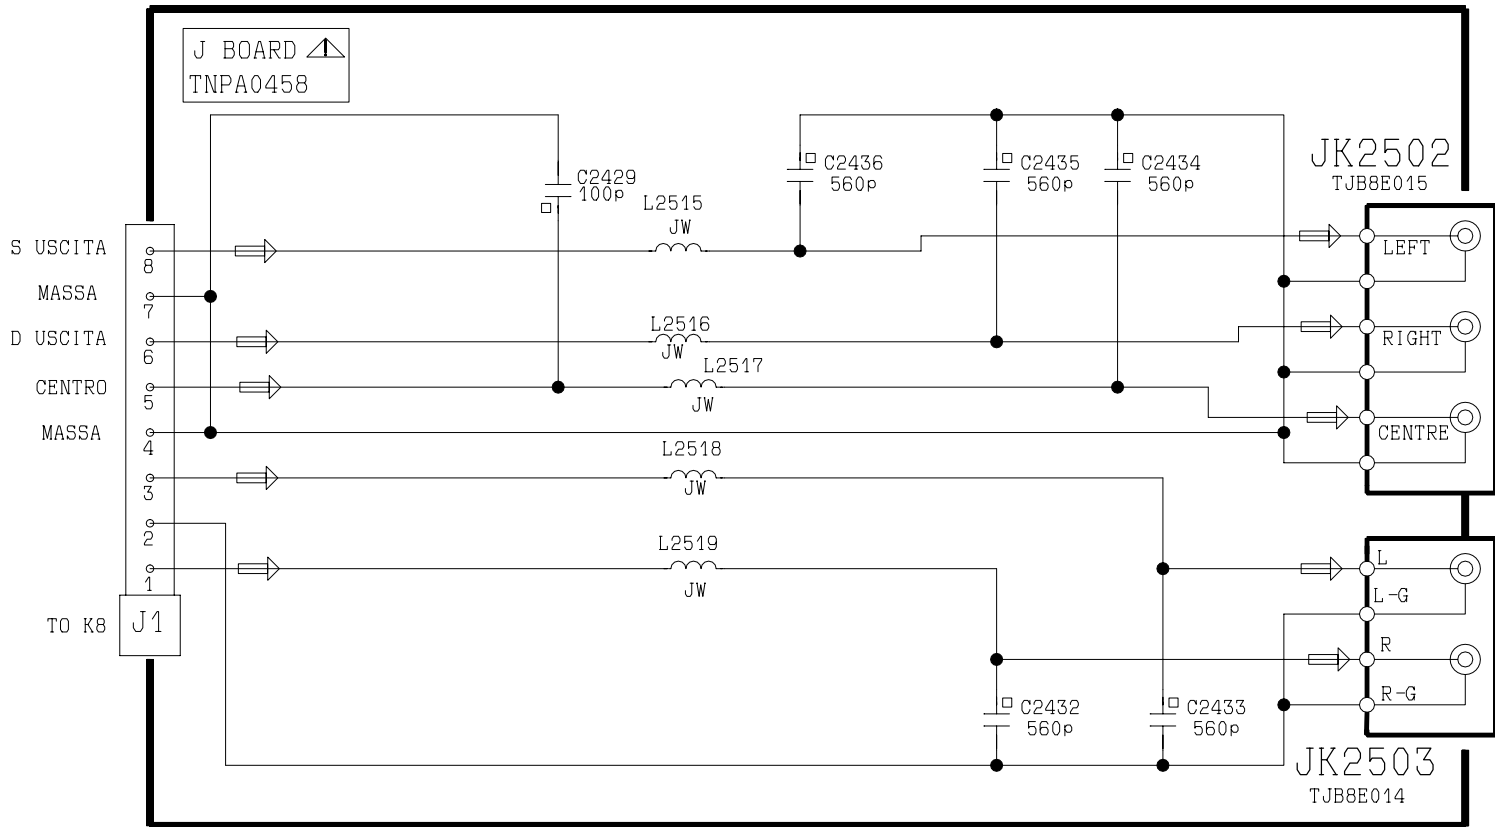 J BOARD
TNPA0458
JK2502
TJB8E015
C2436
560p
C2435
560p
C2434
560p
C2429
100p
L2515
JW
S USCITA
8
LEFT
MASSA
7
D USCITA
6
L2516
JW
RIGHT
CENTRO
5
L2517
JW
MASSA
4
CENTRE
L2518
JW
3
2
L2519
JW
1
L
L-G
TO K8
J1
R
R-G
C2432
560p
C2433
560p
JK2503
TJB8E014